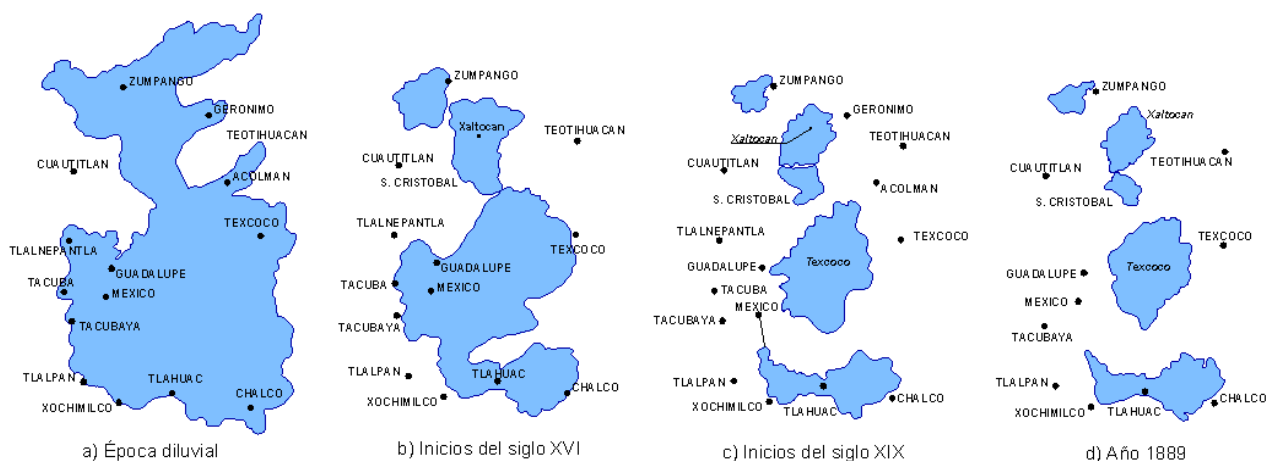 ZUMPANGO
GERONIMO
TEOTIHUACAN
CUAUTITLAN
ACOLMAN
TEXCOCO
TLALNEPANTLA
GUADALUPE
TACUBA
MEXICO
TACUBAYA
TLALPAN
TLAHUAC
XOCHIMILCO
CHALCO
a) Época diluvial
ZUMPANGO
Xaltocan
TEOTIHUACAN
CUAUTITLAN
S. CRISTOBAL
TLALNEPANTLA
TEXCOCO
GUADALUPE
TACUBA
MEXICO
TACUBAYA
TLALPAN
TLAHUAC
XOCHIMILCO
CHALCO
b) Inicios del siglo XVI
ZUMPANGO
GERONIMO
Xaltocan
TEOTIHUACAN
CUAUTITLAN
ACOLMAN
S. CRISTOBAL
TLALNEPANTLA
TEXCOCO
GUADALUPE
Texcoco
TACUBA
MEXICO
TACUBAYA
TLALPAN
XOCHIMILCO
CHALCO
TLAHUAC
c) Inicios del siglo XIX
ZUMPANGO
Xaltocan
TEOTIHUACAN
CUAUTITLAN
S. CRISTOBAL
TEXCOCO
GUADALUPE
Texcoco
MEXICO
TACUBAYA
TLALPAN
CHALCO
XOCHIMILCO
TLAHUAC
d) Año 1889